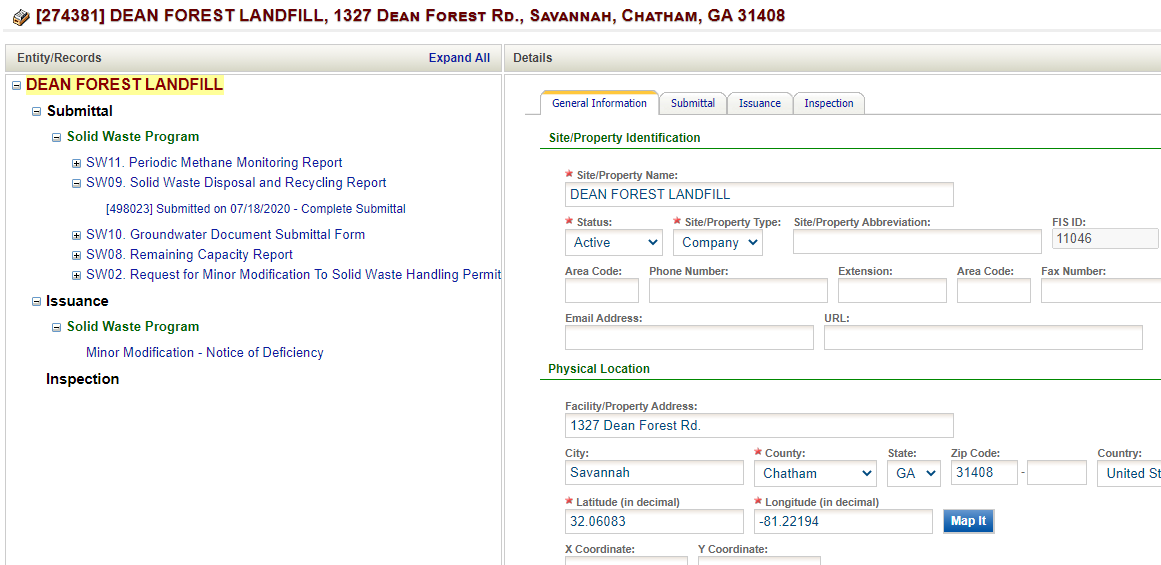 [274381] DEAN FOREST LANDFILL, 1327 DEAN FOREST RD., SAVANNAH, CHATHAM, GA 31408
Entity/Records Expand All
DEAN FOREST LANDFILL
Submittal
Solid Waste Program
SW11. Periodic Methane Monitoring Report
SW09. Solid Waste Disposal and Recycling Report
[498023] Submitted on 07/18/2020 - Complete Submittal
SW10. Groundwater Document Submittal Form
SW08. Remaining Capacity Report
SW02. Request for Minor Modification To Solid Waste Handling Permit
Issuance
Solid Waste Program
Minor Modification - Notice of Deficiency
Inspection
Details
General Information Submittal Issuance Inspection
Site/Property Identification
* Site/Property Name:
DEAN FOREST LANDFILL
* Status: * Site/Property Type: Site/Property Abbreviation: FIS ID:
Active Company 11046
Area Code: Phone Number: Extension: Area Code: Fax Number:
Email Address: URL:
Physical Location
Facility/Property Address:
1327 Dean Forest Rd.
City: * County: State: Zip Code: Country:
Savannah Chatham GA 31408 - United St
* Latitude (in decimal) * Longitude (in decimal)
32.06083 -81.22194 Map It
X Coordinate: Y Coordinate: